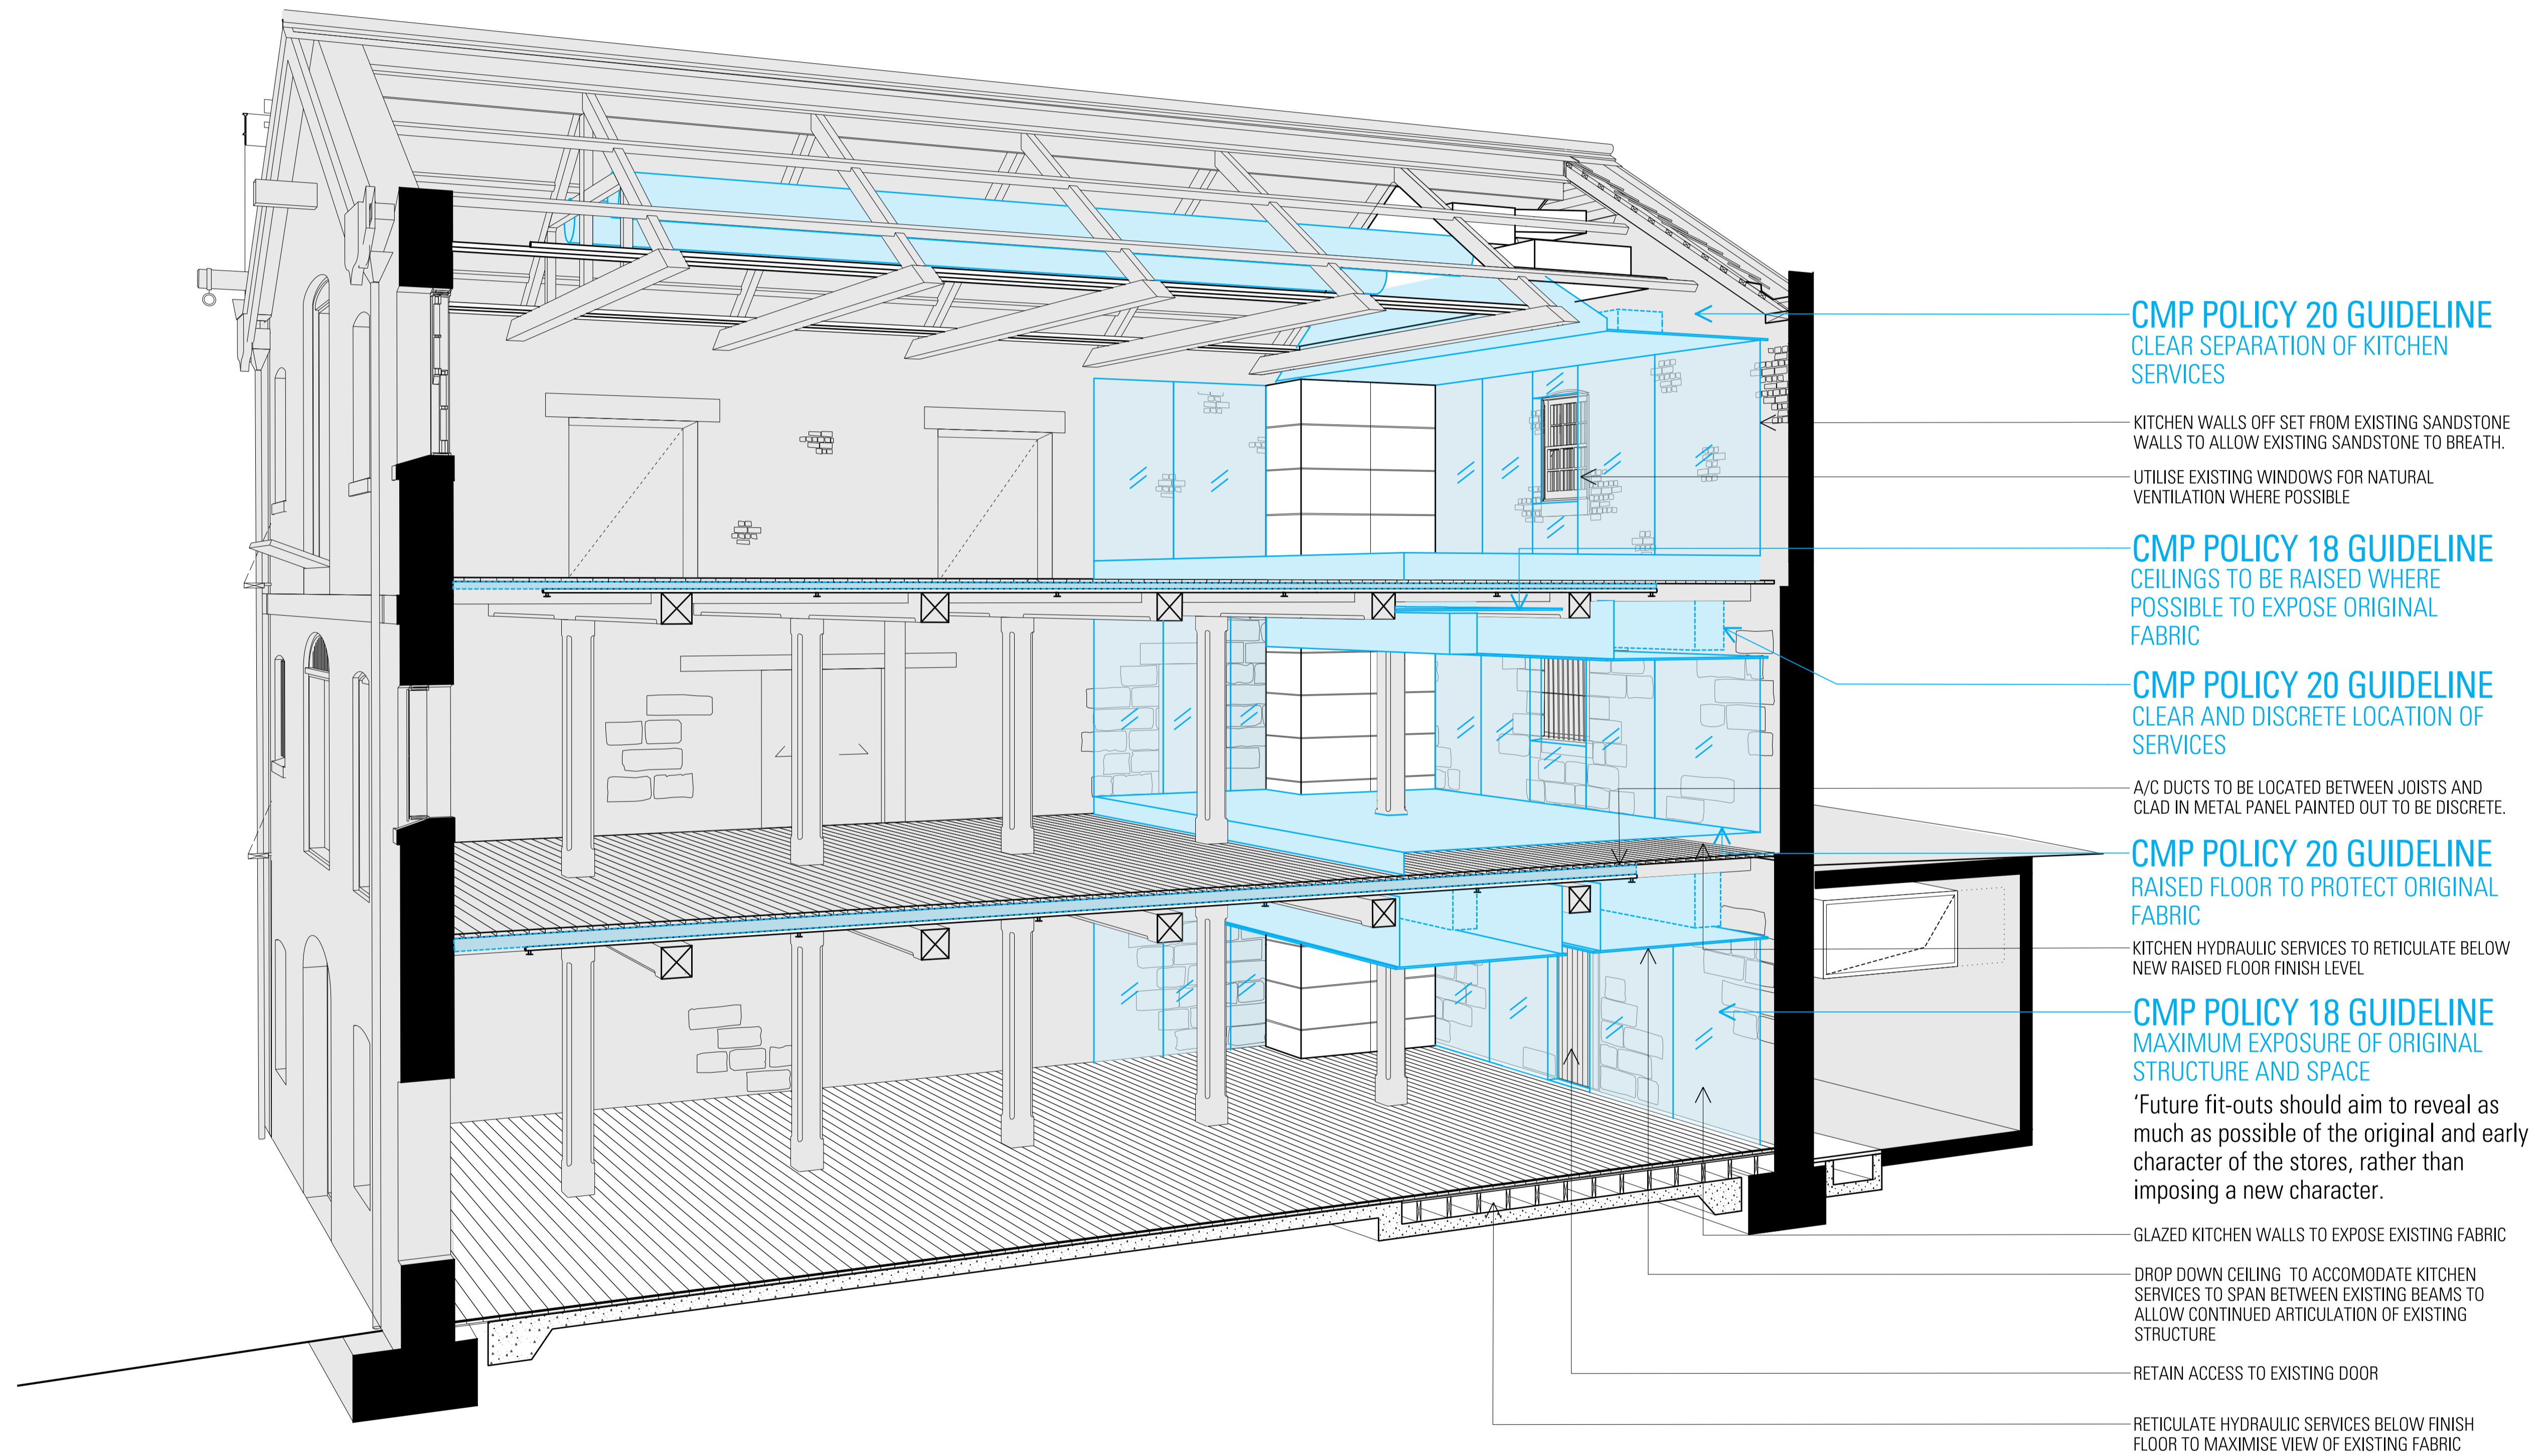 CMP POLICY 20 GUIDELINE
CLEAR SEPARATION OF KITCHEN
SERVICES
KITCHEN WALLS OFF SET FROM EXISTING SANDSTONE
WALLS TO ALLOW EXISTING SANDSTONE TO BREATH.
UTILISE EXISTING WINDOWS FOR NATURAL
VENTILATION WHERE POSSIBLE
CMP POLICY 18 GUIDELINE
CEILINGS TO BE RAISED WHERE
POSSIBLE TO EXPOSE ORIGINAL
FABRIC
CMP POLICY 20 GUIDELINE
CLEAR AND DISCRETE LOCATION OF
SERVICES
A/C DUCTS TO BE LOCATED BETWEEN JOISTS AND
CLAD IN METAL PANEL PAINTED OUT TO BE DISCRETE.
CMP POLICY 20 GUIDELINE
RAISED FLOOR TO PROTECT ORIGINAL
FABRIC
KITCHEN HYDRAULIC SERVICES TO RETICULATE BELOW
NEW RAISED FLOOR FINISH LEVEL
CMP POLICY 18 GUIDELINE
MAXIMUM EXPOSURE OF ORIGINAL
STRUCTURE AND SPACE
‘Future fit-outs should aim to reveal as
much as possible of the original and early
character of the stores, rather than
imposing a new character.
GLAZED KITCHEN WALLS TO EXPOSE EXISTING FABRIC
DROP DOWN CEILING TO ACCOMODATE KITCHEN
SERVICES TO SPAN BETWEEN EXISTING BEAMS TO
ALLOW CONTINUED ARTICULATION OF EXISTING
STRUCTURE
RETAIN ACCESS TO EXISTING DOOR
RETICULATE HYDRAULIC SERVICES BELOW FINISH
FLOOR TO MAXIMISE VIEW OF EXISTING FABRIC